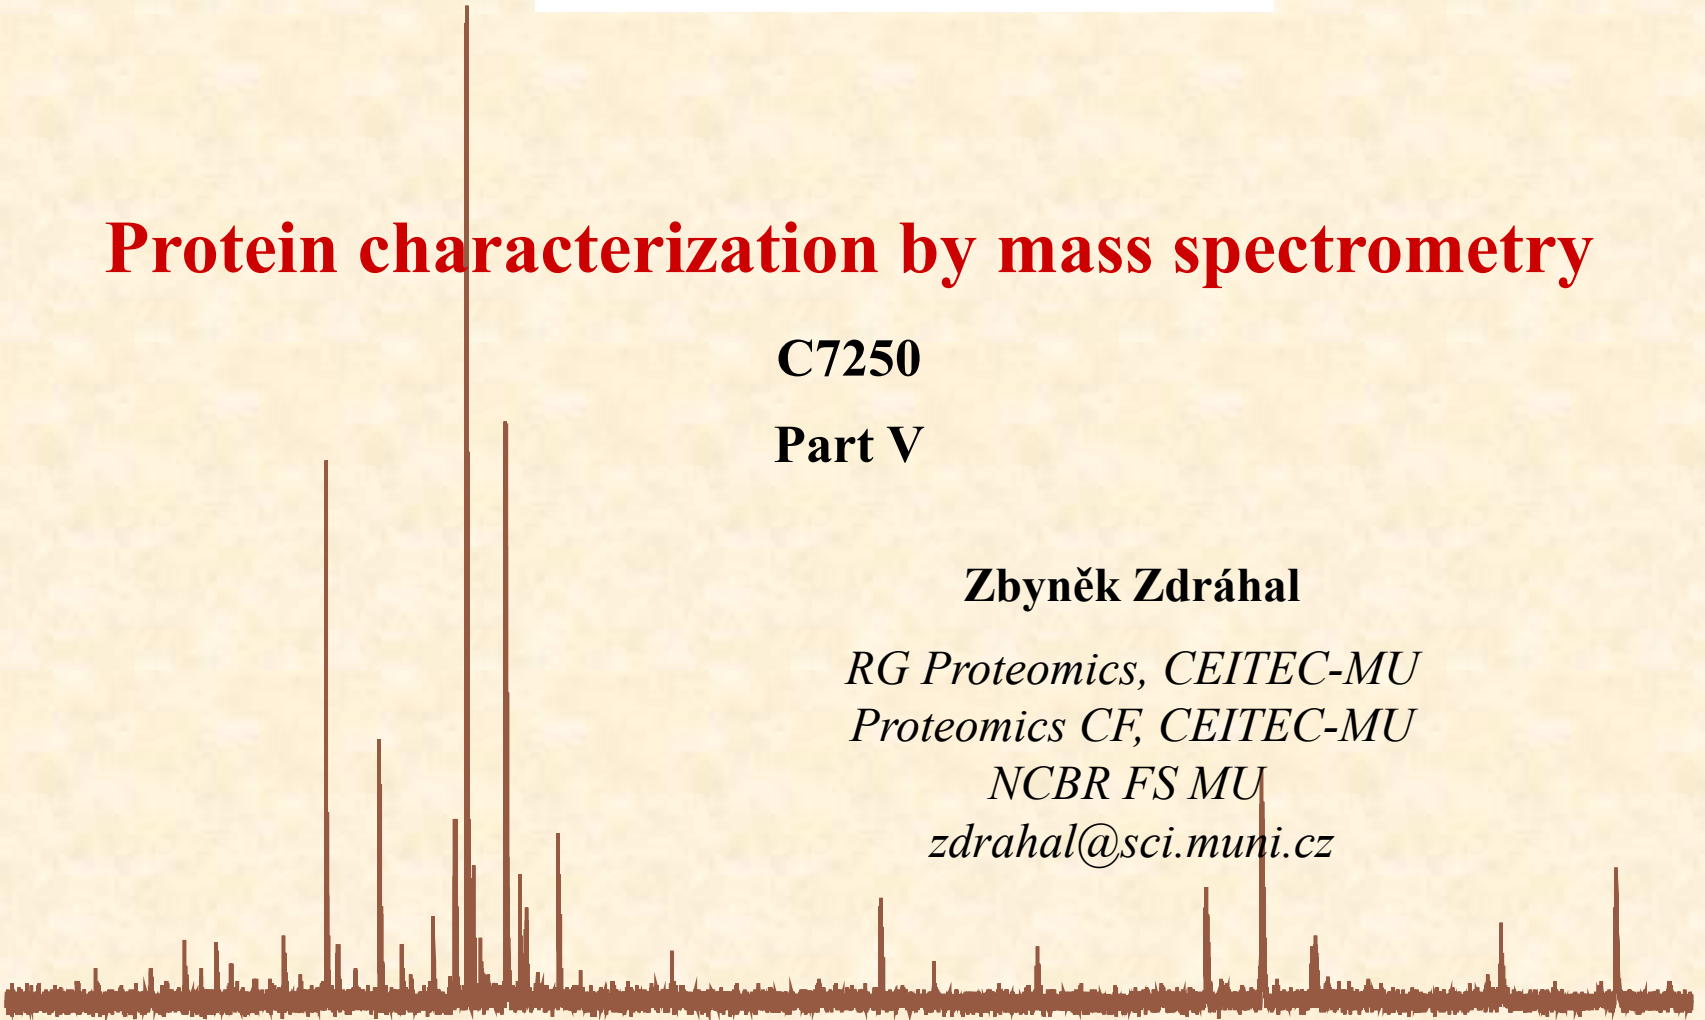 Protein characterization by mass spectrometry
C7250
Part V
Zbyněk Zdráhal
RG Proteomics, CEITEC-MU
Proteomics CF, CEITEC-MU
NCBR FS MU
zdrahal@sci.muni.cz